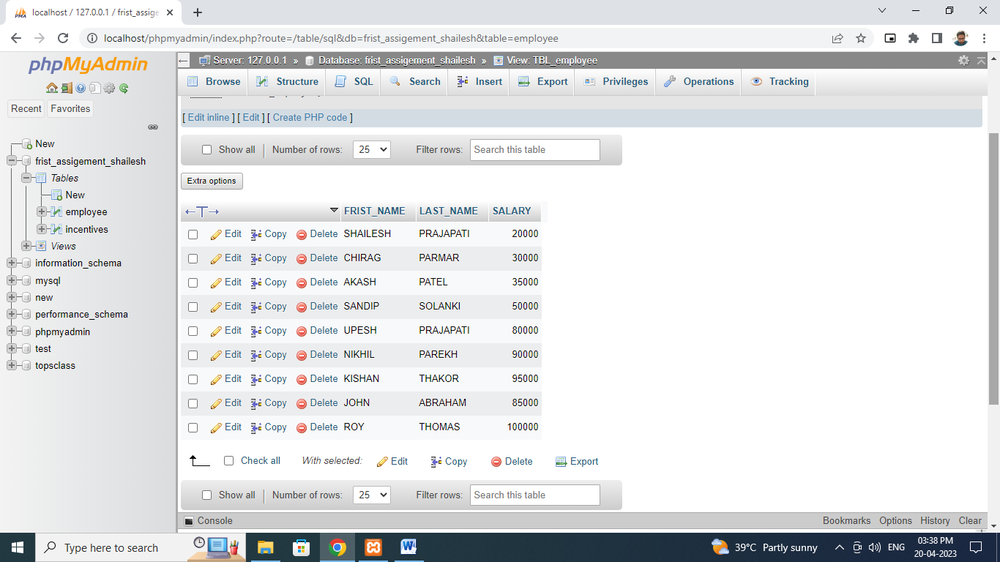 localhost / 127.0.0.1 / frist_assige
localhost/phpmyadmin/index.php?route=/table/sql&db=frist_assigement_shailesh&table=employee
phpMyAdmin
Recent Favorites
New
frist_assigement_shailesh
Tables
New
employee
incentives
Views
information_schema
mysql
new
performance_schema
phpmyadmin
test
topsclass
Server: 127.0.0.1 » Database: frist_assigement_shailesh » View: TBL_employee
Browse Structure SQL Search Insert Export Privileges Operations Tracking
[ Edit inline ] [ Edit ] [ Create PHP code ]
Show all | Number of rows: 25 Filter rows: Search this table
Extra options
←T→ FRIST_NAME LAST_NAME SALARY
Edit Copy Delete SHAILESH PRAJAPATI 20000
Edit Copy Delete CHIRAG PARMAR 30000
Edit Copy Delete AKASH PATEL 35000
Edit Copy Delete SANDIP SOLANKI 50000
Edit Copy Delete UPESH PRAJAPATI 80000
Edit Copy Delete NIKHIL PAREKH 90000
Edit Copy Delete KISHAN THAKOR 95000
Edit Copy Delete JOHN ABRAHAM 85000
Edit Copy Delete ROY THOMAS 100000
Check all With selected: Edit Copy Delete Export
Show all | Number of rows: 25 Filter rows: Search this table
Console Bookmarks Options History Clear
Type here to search
39°C Partly sunny ENG
03:38 PM
20-04-2023